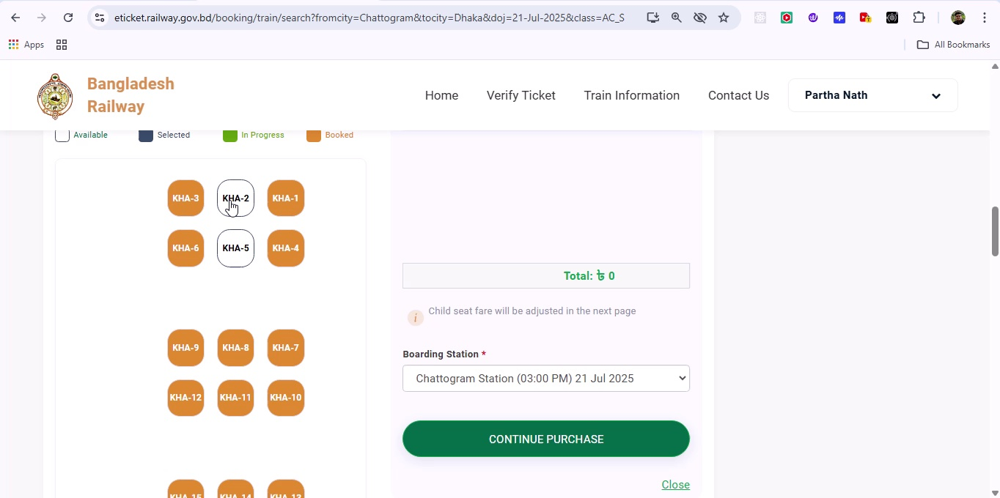 eticket.railway.gov.bd/booking/train/search?fromcity=Chattogram&tocity=Dhaka&doj=21-Jul-2025&class=AC_S
Apps
All Bookmarks
Bangladesh
Railway
Home
Verify Ticket
Train Information
Contact Us
Partha Nath
Available
Selected
In Progress
Booked
KHA-3
KHA-2
KHA-1
KHA-6
KHA-5
KHA-4
Total: ৳ 0
i
Child seat fare will be adjusted in the next page
KHA-9
KHA-8
KHA-7
Boarding Station *
Chattogram Station (03:00 PM) 21 Jul 2025
KHA-12
KHA-11
KHA-10
CONTINUE PURCHASE
Close
KHA-15
KHA-14
KHA-13